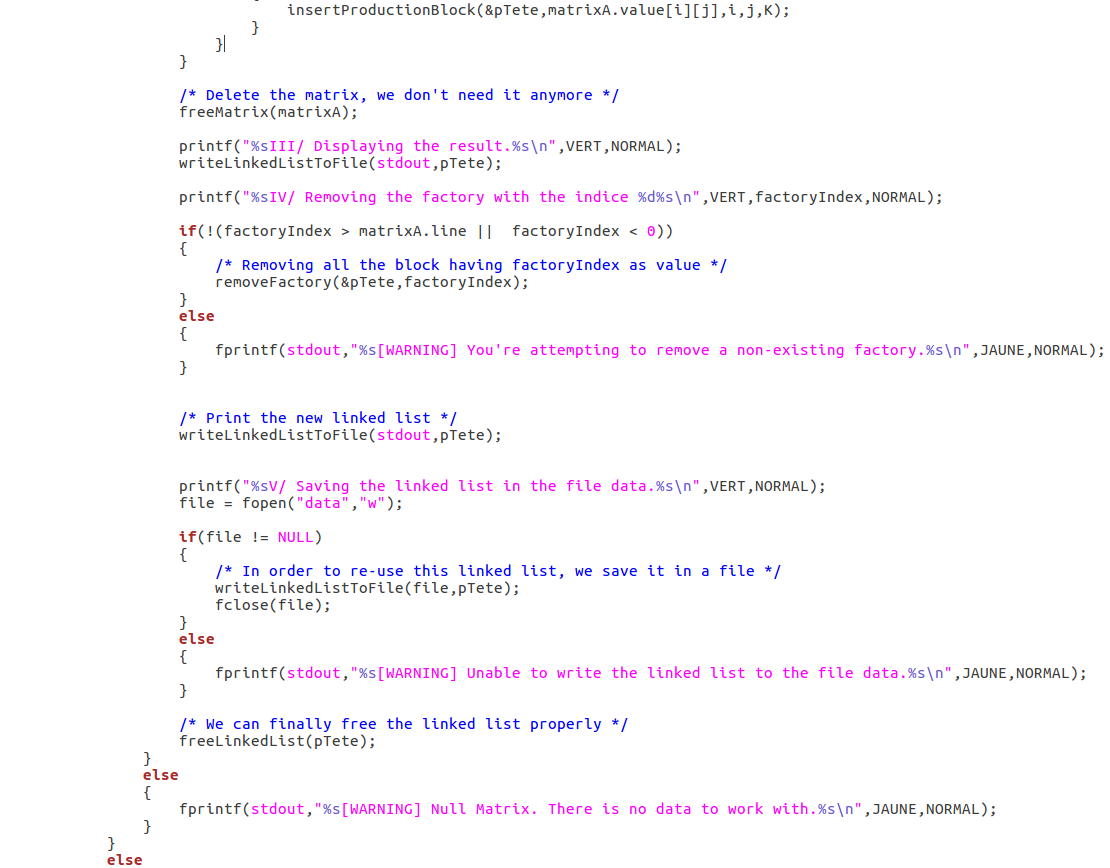 insertProductionBlock(&pTete,matrixA.value[i][j],i,j,K);
}
}
}
/* Delete the matrix, we don't need it anymore */
freeMatrix(matrixA);
printf("%sIII/ Displaying the result.%s\n",VERT,NORMAL);
writeLinkedListToFile(stdout,pTete);
printf("%sIV/ Removing the factory with the indice %d%s\n",VERT,factoryIndex,NORMAL);
if(!(factoryIndex > matrixA.line ||  factoryIndex < 0))
{
/* Removing all the block having factoryIndex as value */
removeFactory(&pTete,factoryIndex);
}
else
{
fprintf(stdout,"%s[WARNING] You're attempting to remove a non-existing factory.%s\n",JAUNE,NORMAL);
}
/* Print the new linked list */
writeLinkedListToFile(stdout,pTete);
printf("%sV/ Saving the linked list in the file data.%s\n",VERT,NORMAL);
file = fopen("data","w");
if(file != NULL)
{
/* In order to re-use this linked list, we save it in a file */
writeLinkedListToFile(file,pTete);
fclose(file);
}
else
{
fprintf(stdout,"%s[WARNING] Unable to write the linked list to the file data.%s\n",JAUNE,NORMAL);
}
/* We can finally free the linked list properly */
freeLinkedList(pTete);
}
else
{
fprintf(stdout,"%s[WARNING] Null Matrix. There is no data to work with.%s\n",JAUNE,NORMAL);
}
}
else